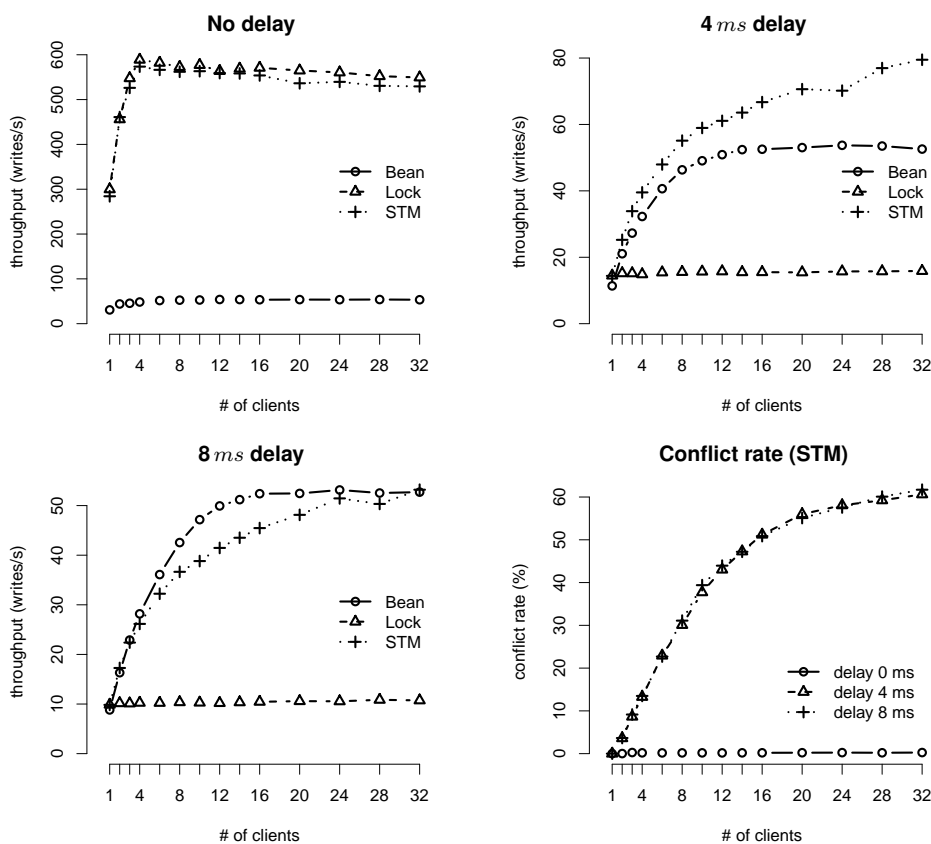 No delay
throughput (writes/s)
0 100 200 300 400 500 600
1 4 8 12 16 20 24 28 32
# of clients
Bean
Lock
STM
4 ms delay
throughput (writes/s)
0 20 40 60 80
1 4 8 12 16 20 24 28 32
# of clients
Bean
Lock
STM
8 ms delay
throughput (writes/s)
0 10 20 30 40 50
1 4 8 12 16 20 24 28 32
# of clients
Bean
Lock
STM
Conflict rate (STM)
conflict rate (%)
0 10 20 30 40 50 60
1 4 8 12 16 20 24 28 32
# of clients
delay 0 ms
delay 4 ms
delay 8 ms